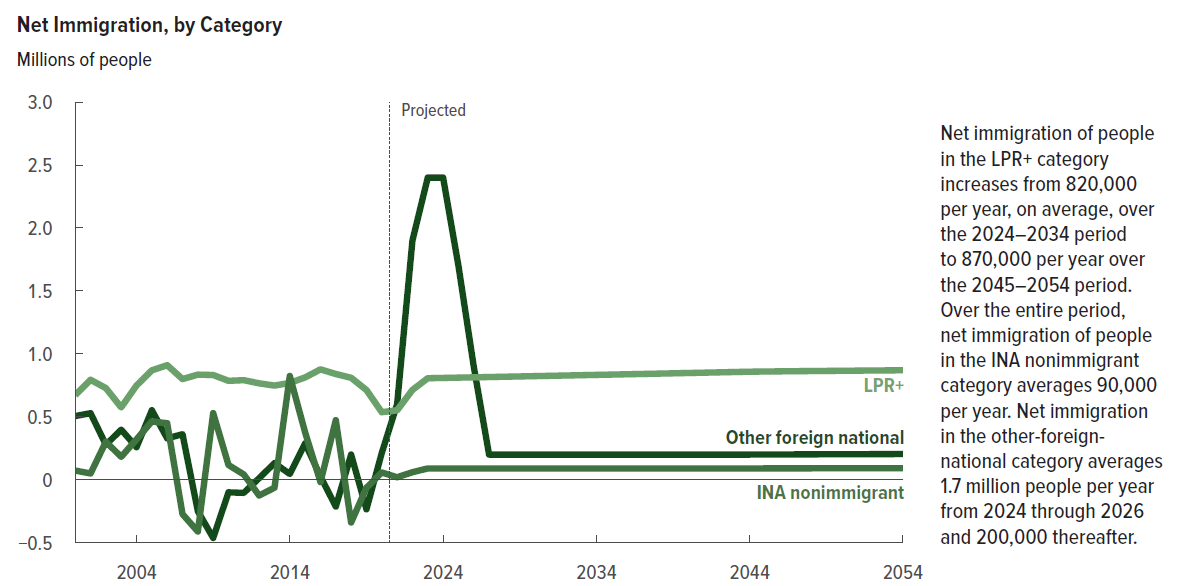 Net Immigration, by Category
Millions of people
3.0
Projected
2.5
2.0
1.5
1.0
0.5
0
−0.5
LPR+
Other foreign national
INA nonimmigrant
2004
2014
2024
2034
2044
2054
Net immigration of people
in the LPR+ category
increases from 820,000
per year, on average, over
the 2024–2034 period
to 870,000 per year over
the 2045–2054 period.
Over the entire period,
net immigration of people
in the INA nonimmigrant
category averages 90,000
per year. Net immigration
in the other-foreign-
national category averages
1.7 million people per year
from 2024 through 2026
and 200,000 thereafter.